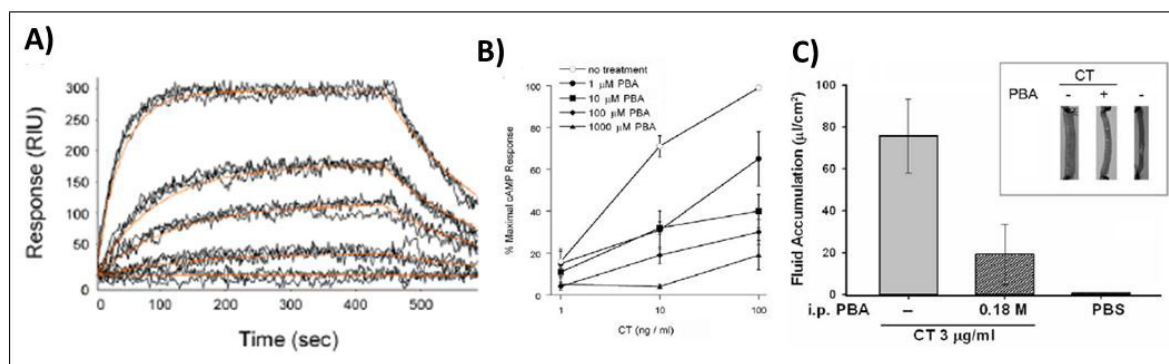 A)
Response (RIU)
300
250
200
150
100
50
0
0 100 200 300 400 500
Time (sec)
B)
% Maximal cAMP Response
100
80
60
40
20
0
no treatment
1 μM PBA
10 μM PBA
100 μM PBA
1000 μM PBA
1 10 100
CT (ng / ml)
C)
Fluid Accumulation (μl/cm²)
100
80
60
40
20
0
CT
PBA - + -
i.p. PBA – 0.18 M PBS
CT 3 μg/ml